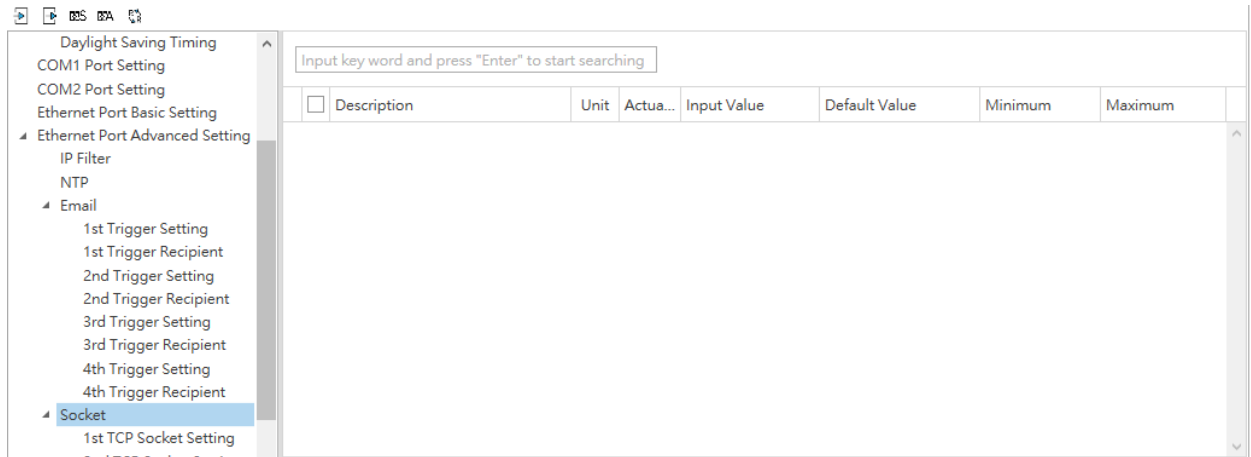 Daylight Saving Timing
COM1 Port Setting
COM2 Port Setting
Ethernet Port Basic Setting
Ethernet Port Advanced Setting
IP Filter
NTP
Email
1st Trigger Setting
1st Trigger Recipient
2nd Trigger Setting
2nd Trigger Recipient
3rd Trigger Setting
3rd Trigger Recipient
4th Trigger Setting
4th Trigger Recipient
Socket
1st TCP Socket Setting
Input key word and press "Enter" to start searching
Description Unit Actua... Input Value Default Value Minimum Maximum